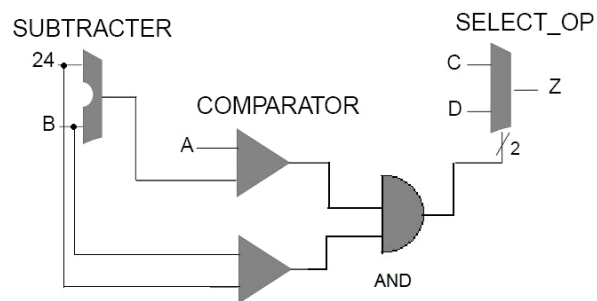 SELECT_OP
SUBTRACTER
24
C
Z
COMPARATOR
D
B
A
2
AND